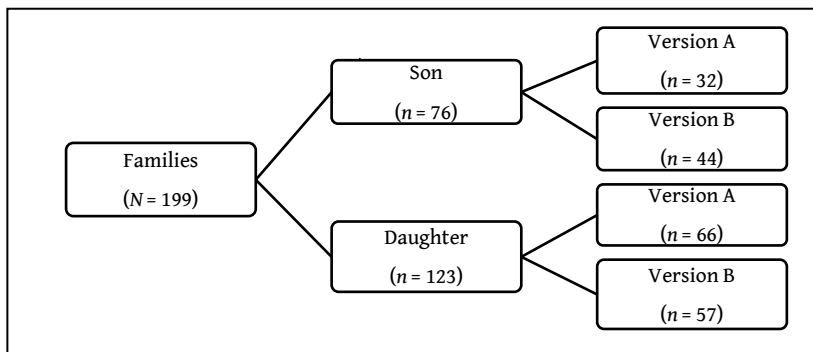 Families
(N = 199)
Son
(n = 76)
Daughter
(n = 123)
Version A
(n = 32)
Version B
(n = 44)
Version A
(n = 66)
Version B
(n = 57)